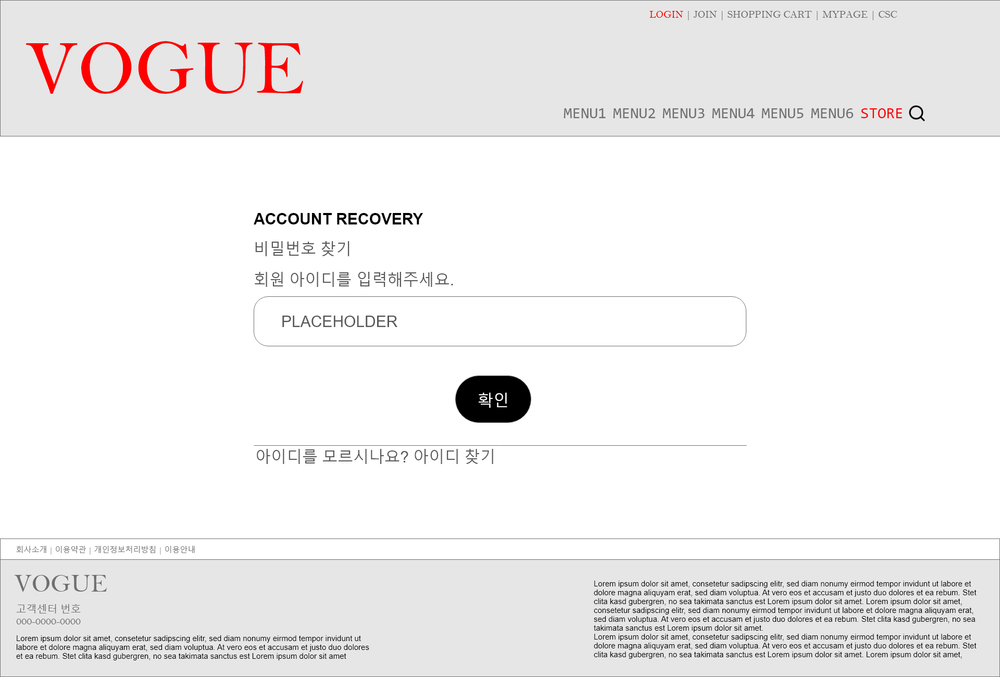 LOGIN | JOIN | SHOPPING CART | MYPAGE | CSC
VOGUE
MENU1 MENU2 MENU3 MENU4 MENU5 MENU6 STORE
ACCOUNT RECOVERY
비밀번호 찾기
회원 아이디를 입력해주세요.
PLACEHOLDER
확인
아이디를 모르시나요? 아이디 찾기
회사소개 | 이용약관 | 개인정보처리방침 | 이용안내
VOGUE
고객센터 번호
000-0000-0000
Lorem ipsum dolor sit amet, consetetur sadipscing elitr, sed diam nonumy eirmod tempor invidunt ut
labore et dolore magna aliquyam erat, sed diam voluptua. At vero eos et accusam et justo duo dolores
et ea rebum. Stet clita kasd gubergren, no sea takimata sanctus est Lorem ipsum dolor sit amet
Lorem ipsum dolor sit amet, consetetur sadipscing elitr, sed diam nonumy eirmod tempor invidunt ut labore et
dolore magna aliquyam erat, sed diam voluptua. At vero eos et accusam et justo duo dolores et ea rebum. Stet
clita kasd gubergren, no sea takimata sanctus est Lorem ipsum dolor sit amet. Lorem ipsum dolor sit amet,
consetetur sadipscing elitr, sed diam nonumy eirmod tempor invidunt ut labore et dolore magna aliquyam erat,
sed diam voluptua. At vero eos et accusam et justo duo dolores et ea rebum. Stet clita kasd gubergren, no sea
takimata sanctus est Lorem ipsum dolor sit amet.
Lorem ipsum dolor sit amet, consetetur sadipscing elitr, sed diam nonumy eirmod tempor invidunt ut labore et
dolore magna aliquyam erat, sed diam voluptua. At vero eos et accusam et justo duo dolores et ea rebum. Stet
clita kasd gubergren, no sea takimata sanctus est Lorem ipsum dolor sit amet. Lorem ipsum dolor sit amet,